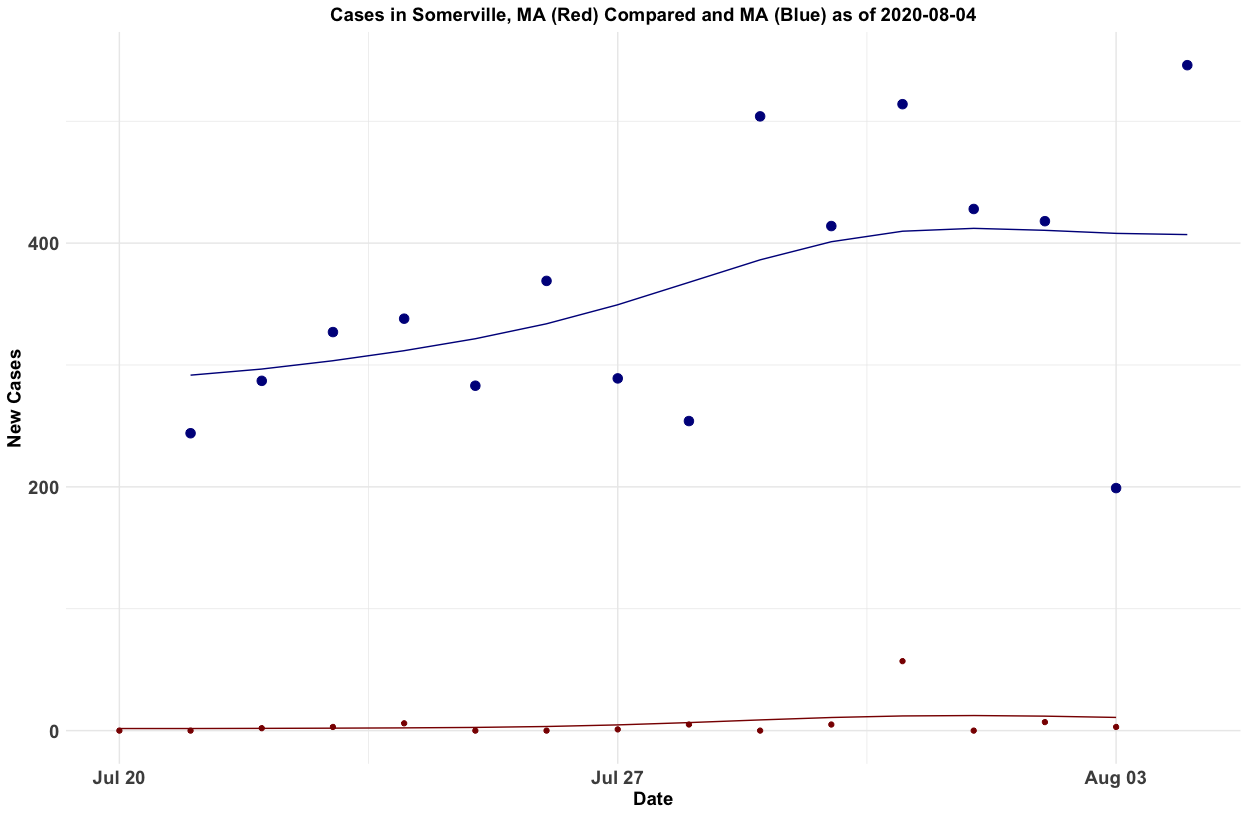 Cases in Somerville, MA (Red) Compared and MA (Blue) as of 2020-08-04
New Cases
400
200
0
Jul 20 Jul 27 Aug 03
Date